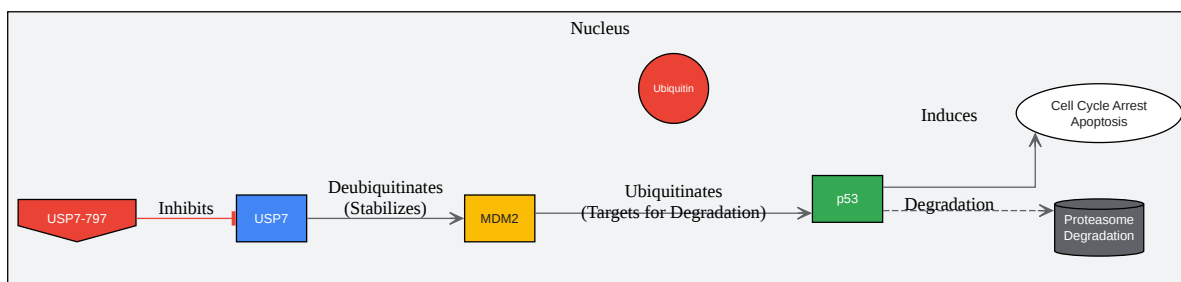 Nucleus
Ubiquitin
Induces
Cell Cycle Arrest
Apoptosis
USP7-797
Inhibits
USP7
Deubiquitinates
(Stabilizes)
MDM2
Ubiquitinates
(Targets for Degradation)
p53
Degradation
Proteasome
Degradation